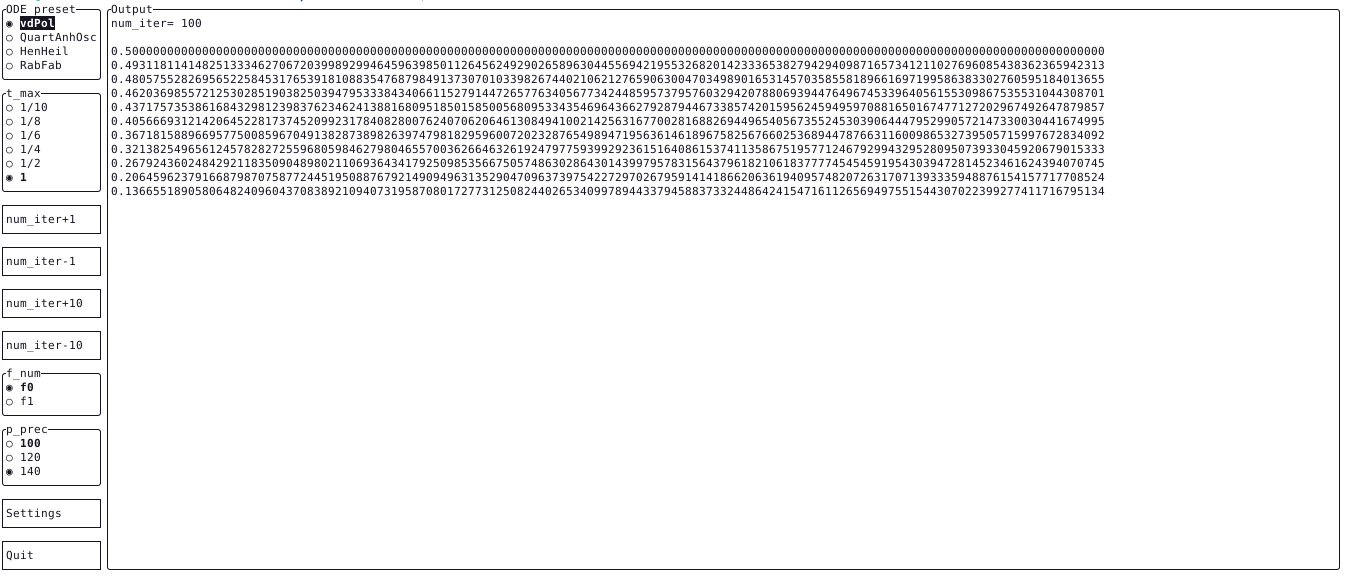 ODE preset
vdPol
QuartAnhOsc
HenHeil
RabFab
t_max
1/10
1/8
1/6
1/4
1/2
1
num_iter+1
num_iter-1
num_iter+10
num_iter-10
f_num
f0
f1
p_prec
100
120
140
Settings
Quit
Output
num_iter= 100
0.50000000000000000000000000000000000000000000000000000000000000000000000000000000000000000000000000000000000000000000000000000000000000000000
0.49311811414825133346270672039989299464596398501126456249290265896304455694219553268201423336538279429409871657341211027696085438362365942313
0.48057552826956522584531765391810883547687984913730701033982674402106212765906300470349890165314570358558189661697199586383302760595184013655
0.46203698557212530285190382503947953338434066115279144726577634056773424485957379576032942078806939447649674533964056155309867535531044308701
0.43717573538616843298123983762346241388168095185015850056809533434546964366279287944673385742015956245949597088165016747712720296749264787 9857
0.40566693121420645228173745209923178408280076240706206461308494100214256316770028168826944965405673552453039064447952990572147330030441674995
0.36718158896695775008596704913828738982639747981829596007202328765498947195636146189675825676602536894478766311600986532739505715997672834092
0.32138254965612457828272559680598462798046557003626646326192479775939929236151640861537411358675195771246792994329528095073933045920679015333
0.26792436024842921183509048980211069364341792509853566750574863028643014399795783156437961821061837777454545919543039472814523461624394070745
0.20645962379166879870758772445195088767921490949631352904709637397542272970267959141418662063619409574820726317071393335948876154157717708524
0.13665518905806482409604370838921094073195870801727731250824402653409978944337945883733244864241547161126569497551544307022399277411716795134